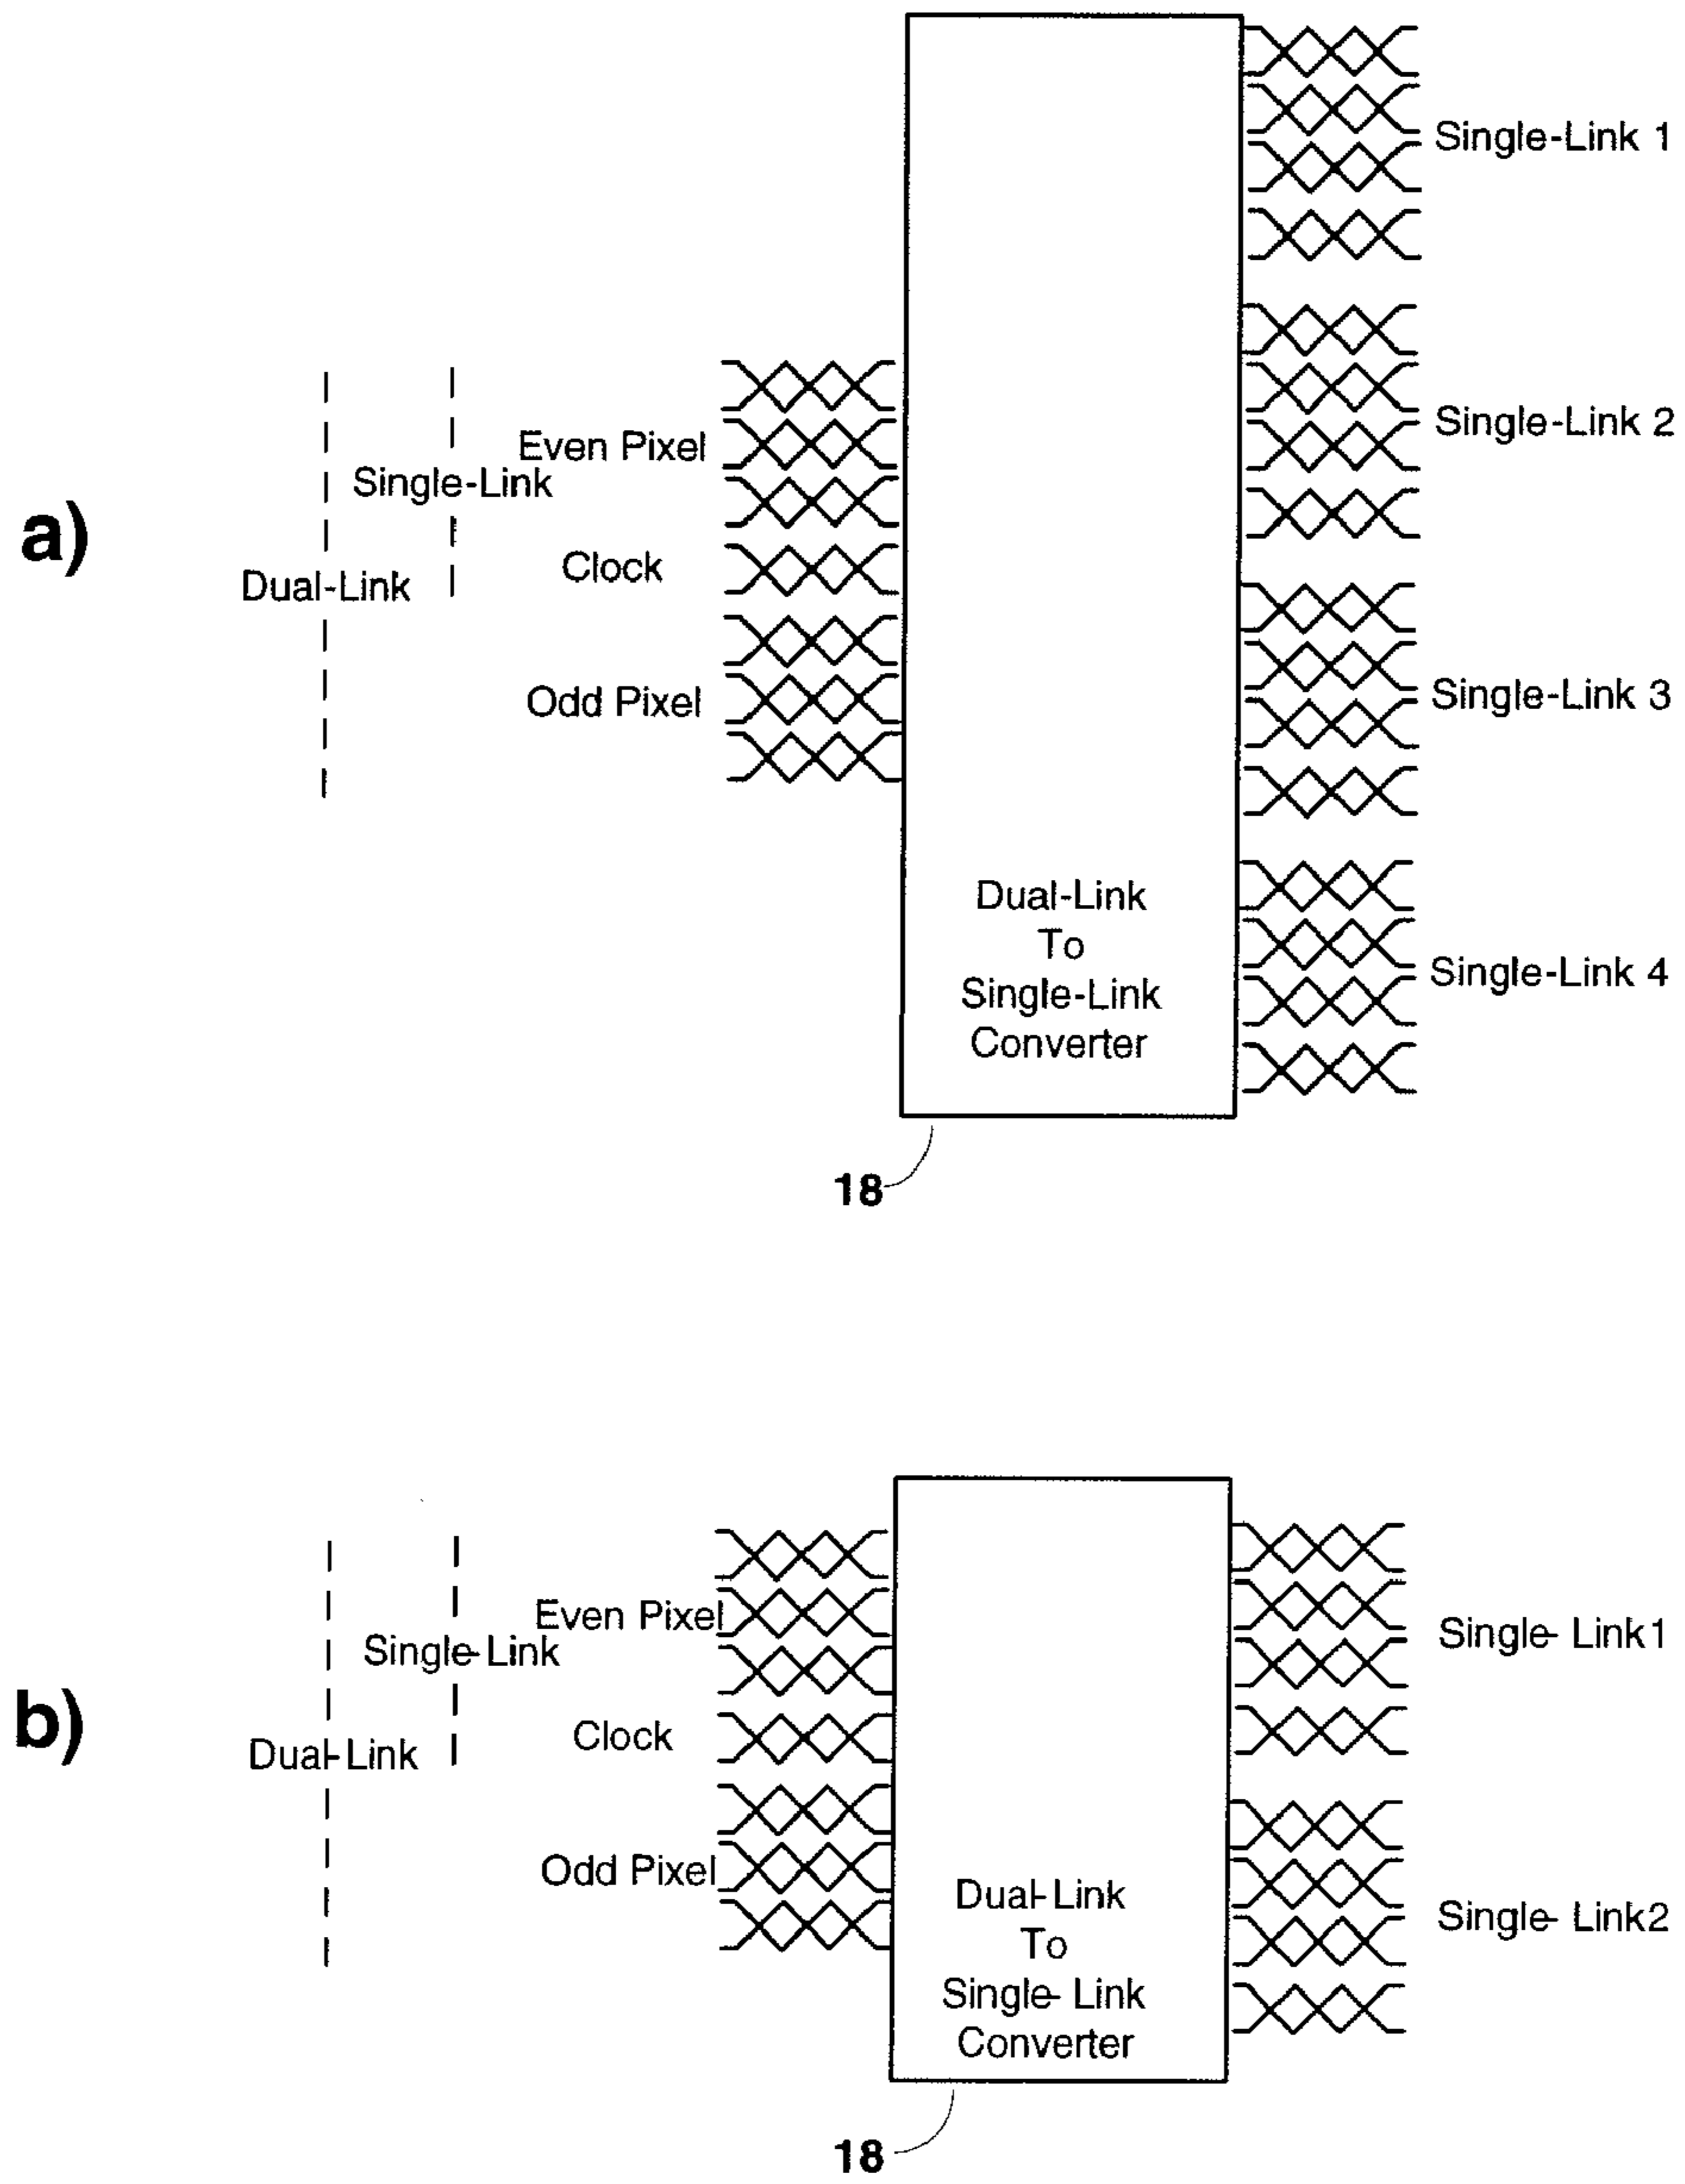 a)
Single-Link 1
Single-Link 2
Single-Link 3
Single-Link 4
Even Pixel
Single-Link
Clock
Dual-Link
Odd Pixel
Dual-Link
To
Single-Link
Converter
18
b)
Even Pixel
Single-Link
Clock
Dual-Link
Odd Pixel
Single- Link1
Single- Link2
Dual-Link
To
Single- Link
Converter
18